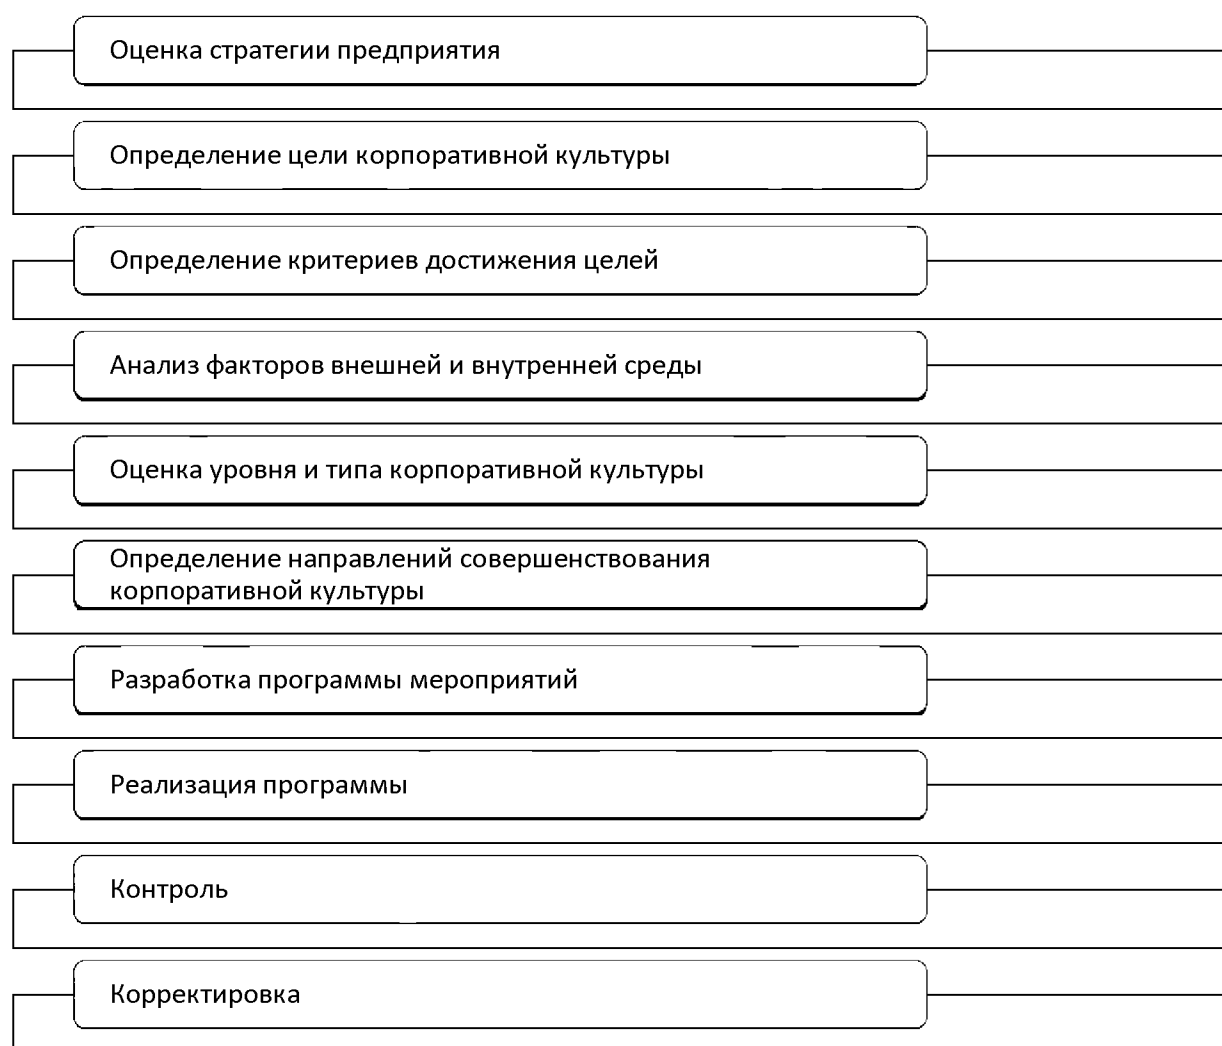 Оценка стратегии предприятия
Определение цели корпоративной культуры
Определение критериев достижения целей
Анализ факторов внешней и внутренней среды
Оценка уровня и типа корпоративной культуры
Определение направлений совершенствования
корпоративной культуры
Разработка программы мероприятий
Реализация программы
Контроль
Корректировка